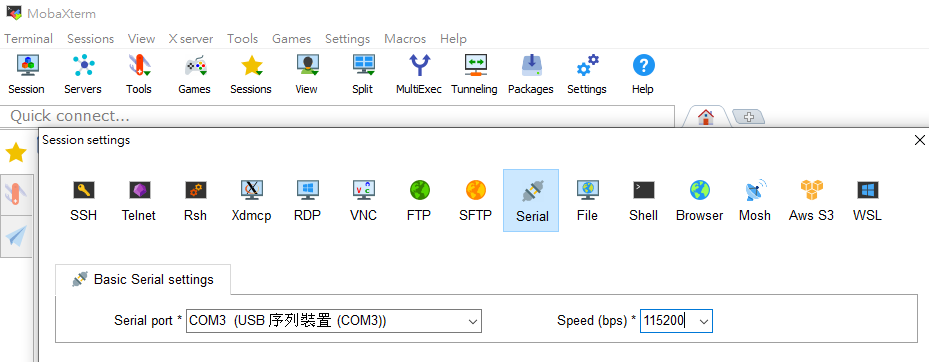 MobaXterm
Terminal Sessions View X server Tools Games Settings Macros Help
Session Servers Tools Games Sessions View Split MultiExec Tunneling Packages Settings Help
Quick connect...
Session settings
SSH Telnet Rsh Xdmcp RDP VNC FTP SFTP Serial File Shell Browser Mosh Aws S3 WSL
Basic Serial settings
Serial port * COM3 (USB 序列裝置 (COM3)) Speed (bps) * 115200